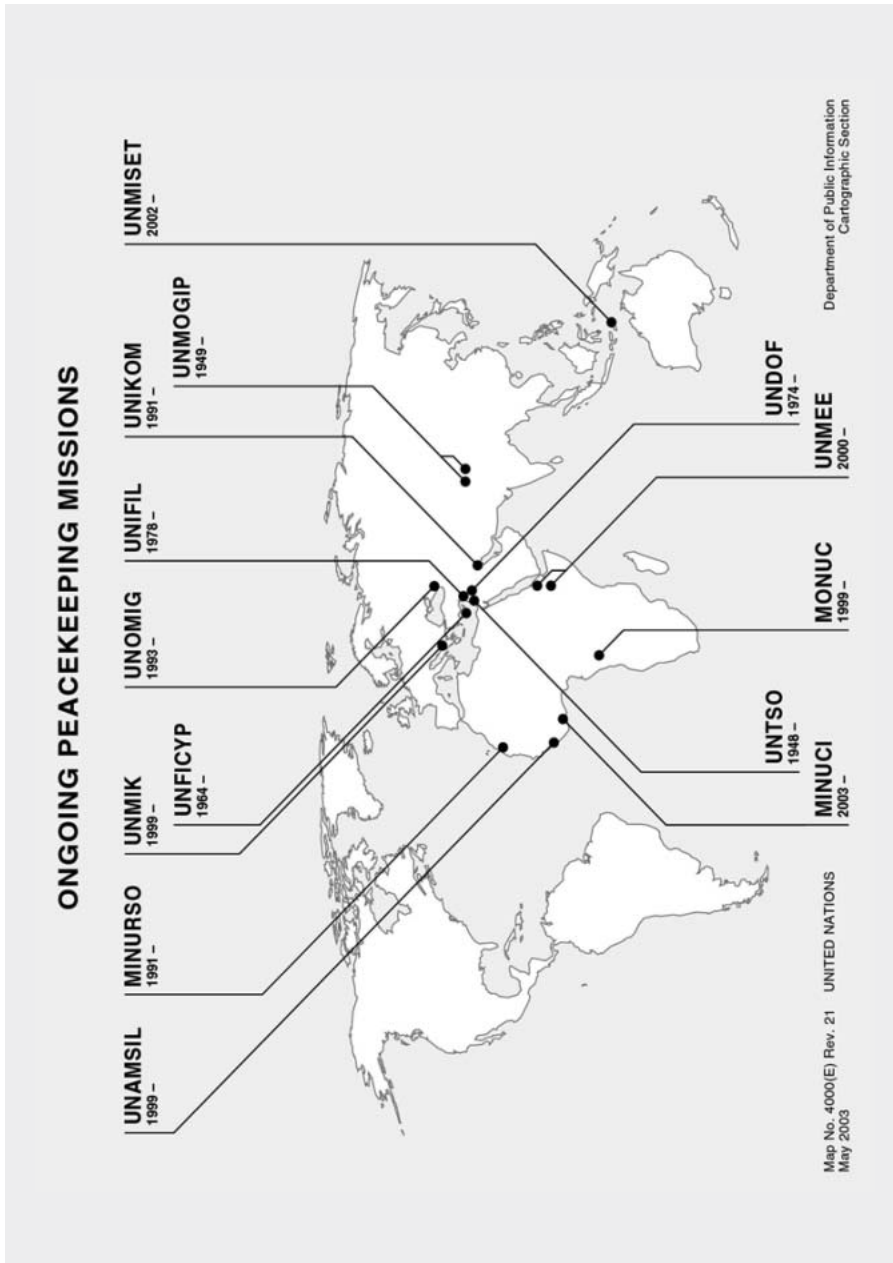 ONGOING PEACEKEEPING MISSIONS
UNAMSIL
1999 –
MINURSO
1991 –
UNMIK
1999 –
UNFICYP
1964 –
UNOMIG
1993 –
UNIFIL
1978 –
UNIKOM
1991 –
UNMOGIP
1949 –
UNMISET
2002 –
UNTSO
1948 –
MINUCI
2003 –
MONUC
1999 –
UNDOF
1974 –
UNMEE
2000 –
Map No. 4000(E) Rev. 21 UNITED NATIONS
May 2003
Department of Public Information
Cartographic Section